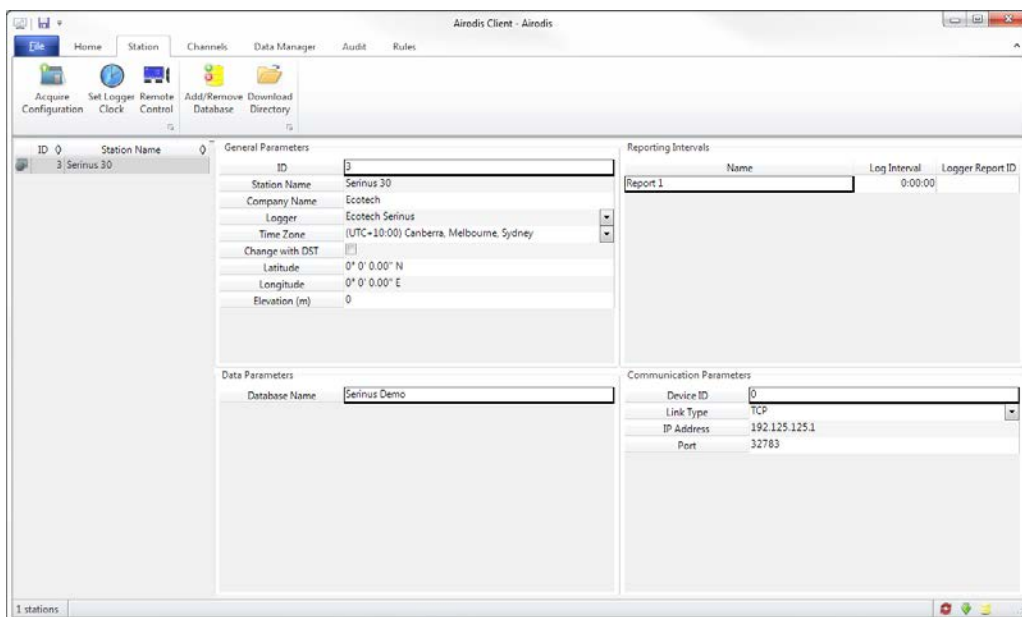 Airodis Client - Airodis
File Home Station Channels Data Manager Audit Rules
Acquire Configuration
Set Logger Clock
Remote Control
Add/Remove Database
Download Directory
ID Station Name
3 Serinus 30
General Parameters
ID 3
Station Name Serinus 30
Company Name Ecotech
Logger Ecotech Serinus
Time Zone (UTC+10:00) Canberra, Melbourne, Sydney
Change with DST
Latitude 0° 0' 0.00" N
Longitude 0° 0' 0.00" E
Elevation (m) 0
Reporting Intervals
Name Log Interval Logger Report ID
Report 1 0:00:00
Data Parameters
Database Name Serinus Demo
Communication Parameters
Device ID 0
Link Type TCP
IP Address 192.125.125.1
Port 32783
1 stations